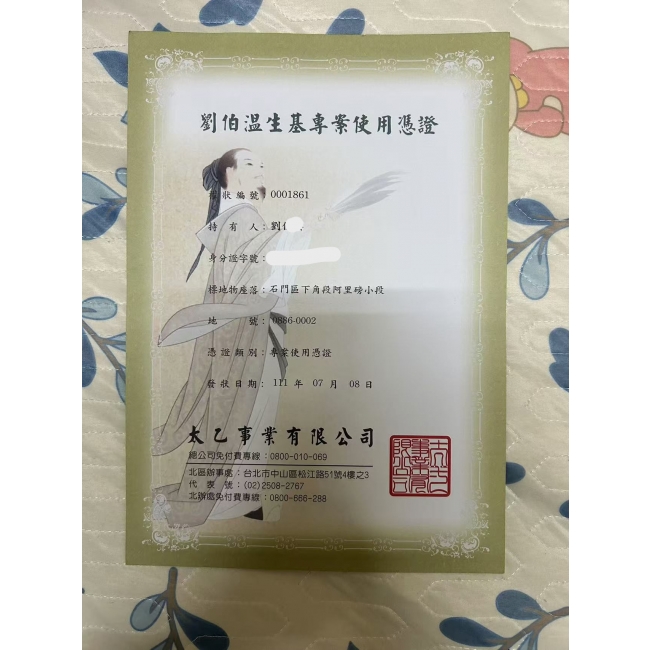 劉伯温生基專案使用憑證
狀編號：0001861
持有人：劉
身分證字號：
標地物座落：石門區下角段阿里磅小段
地號：0886-0002
憑證類別：專案使用憑證
發狀日期：111 年 07 月 08 日
太乙事業有限公司
總公司免付費專線：0800-010-069
北區辦事處：台北市中山區松江路51號4樓之3
代表號：(02)2508-2767
北辦處免付費專線：0800-666-288